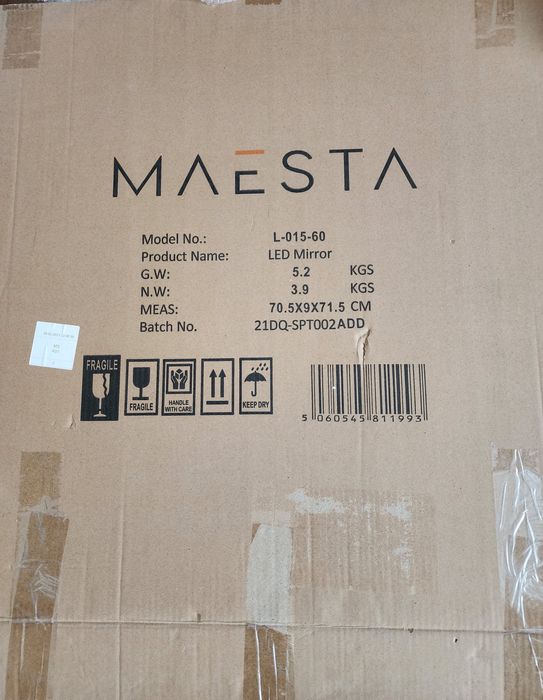 MAESTA
Model No.: L-015-60
Product Name: LED Mirror
G.W: 5.2 KGS
N.W: 3.9 KGS
MEAS: 70.5X9X71.5 CM
Batch No. 21DQ-SPT002ADD
FRAGILE
FRAGILE
HANDLE
WITH CARE
KEEP DRY
5 060545 811993